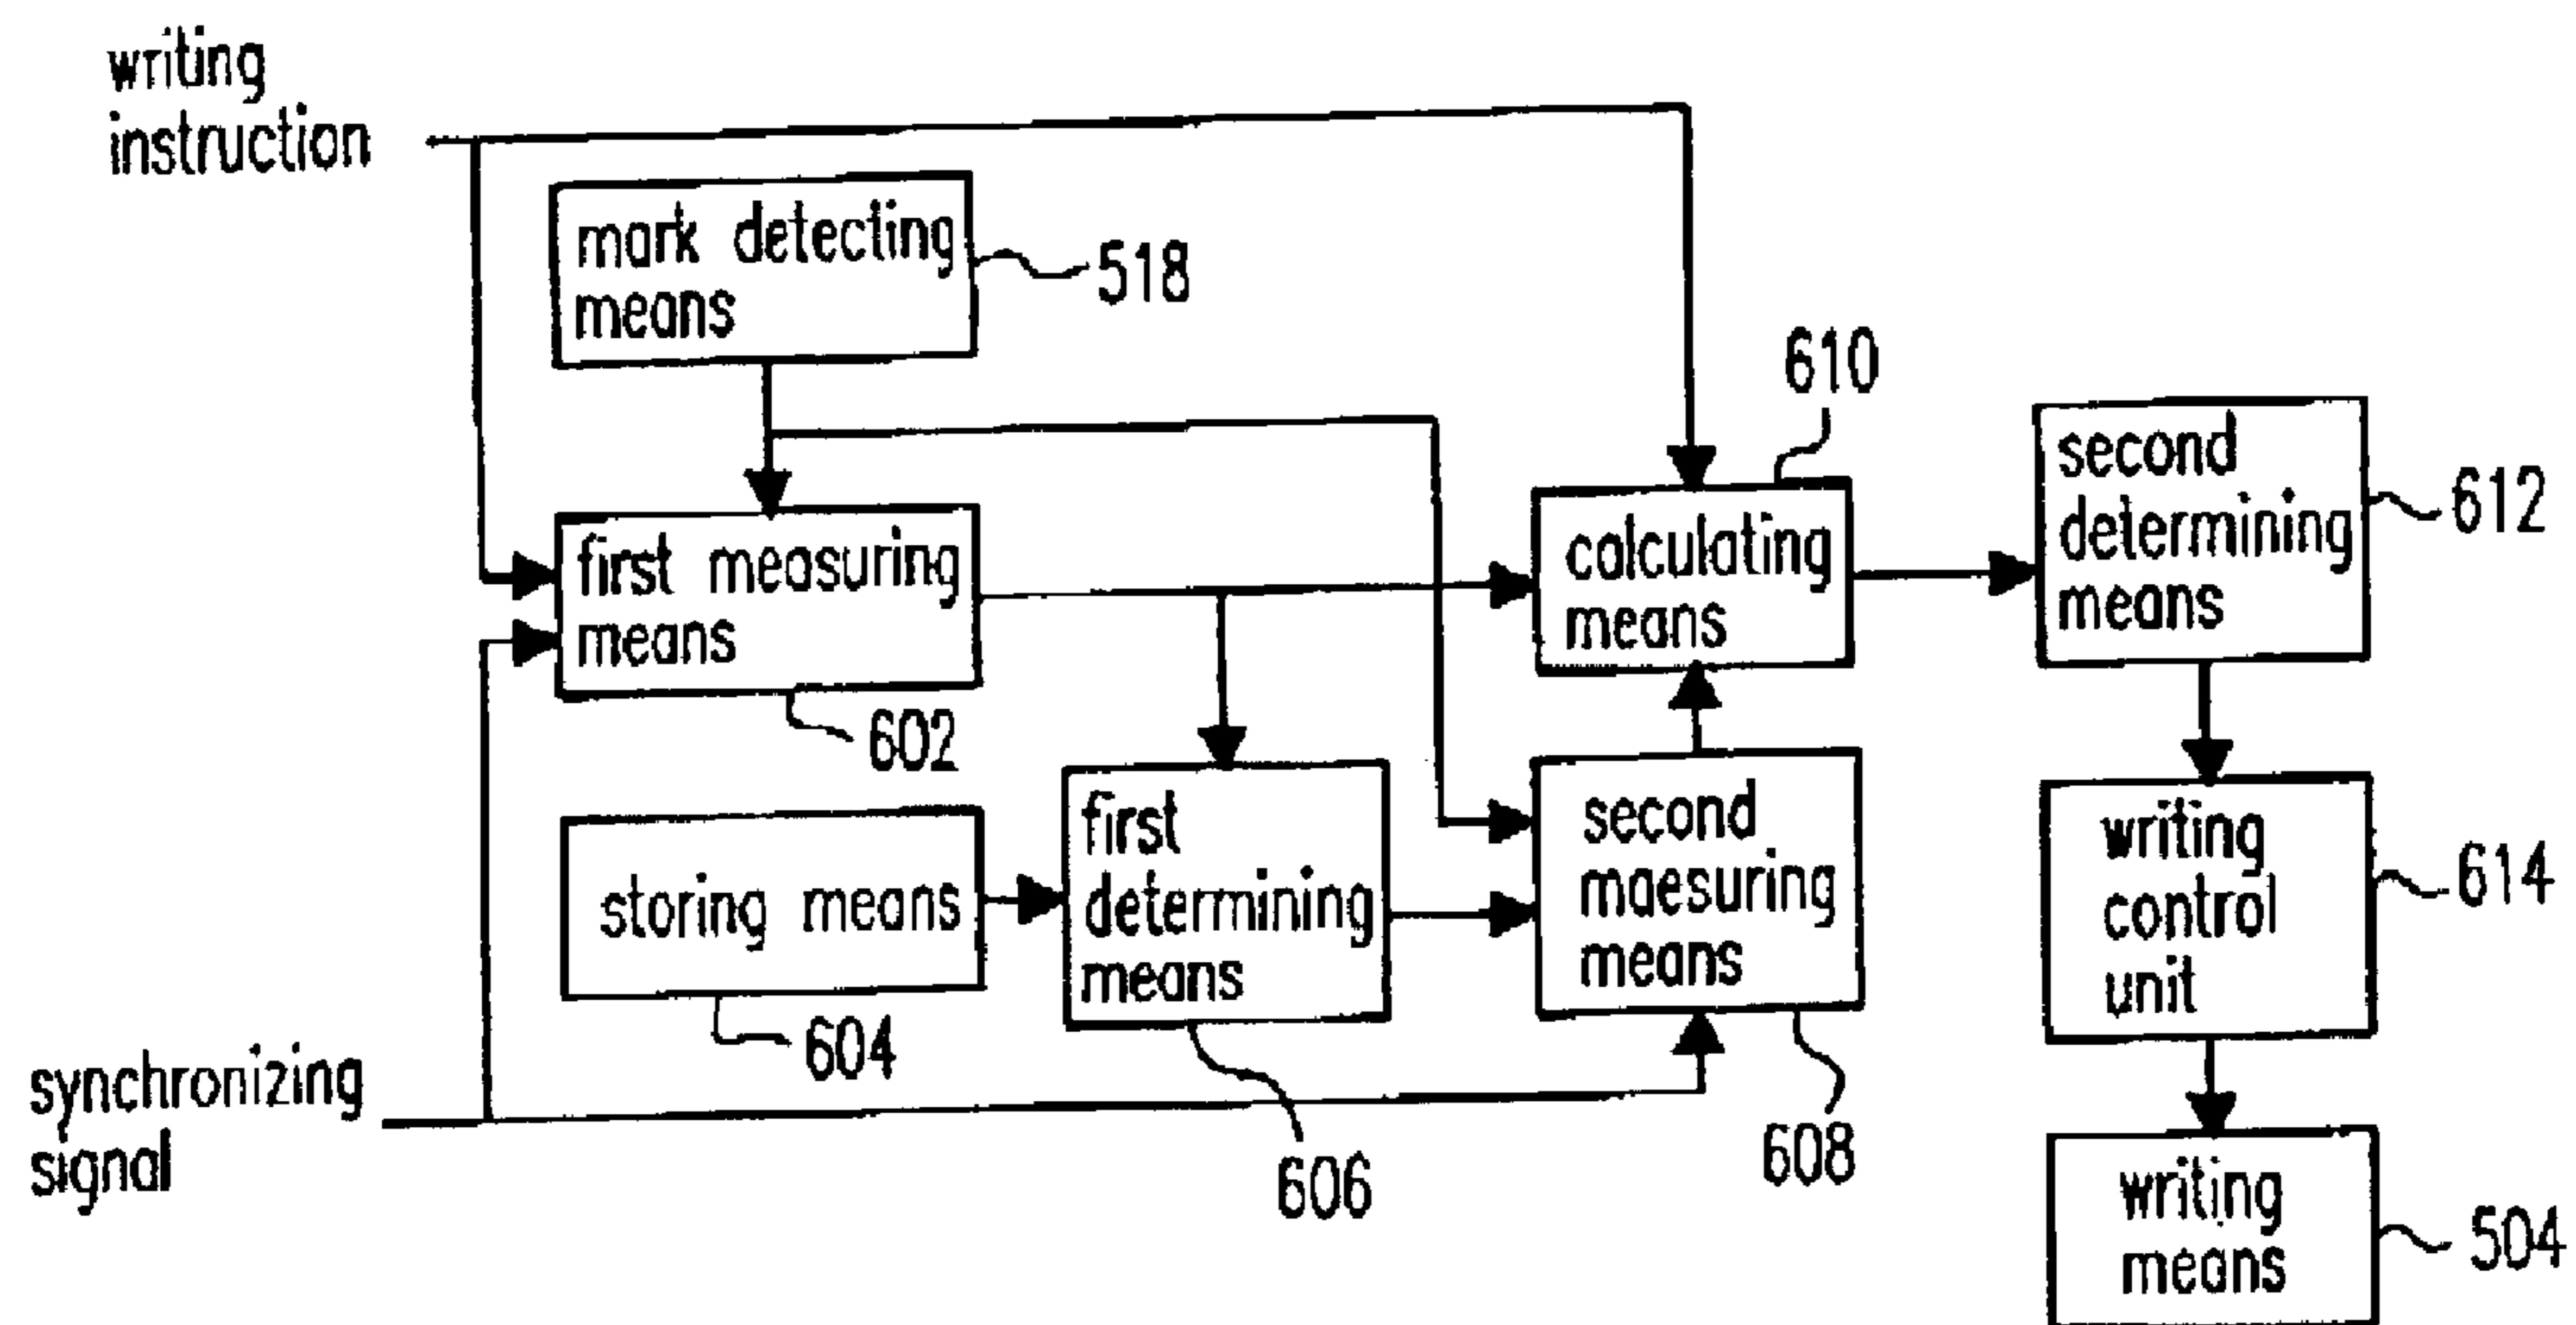 writing
instruction
mark detecting
means
518
610
second
determining
means
612
first measuring
means
602
calculating
means
storing means
604
first
determining
means
606
second
maesuring
means
608
writing
control
unit
614
synchronizing
signal
writing
means
504